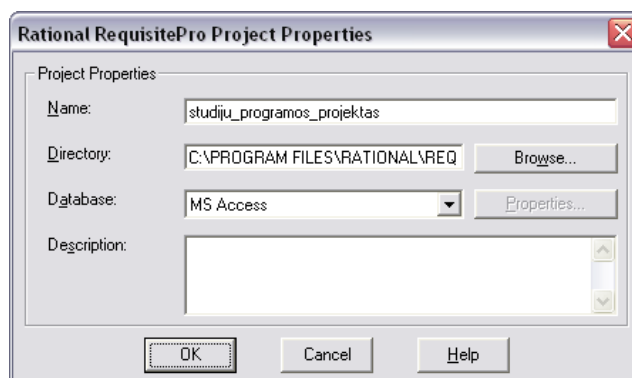 Rational RequisitePro Project Properties
Project Properties
Name: studiju_programos_projektas
Directory: C:\PROGRAM FILES\RATIONAL\REQ Browse...
Database: MS Access Properties...
Description:
OK Cancel Help